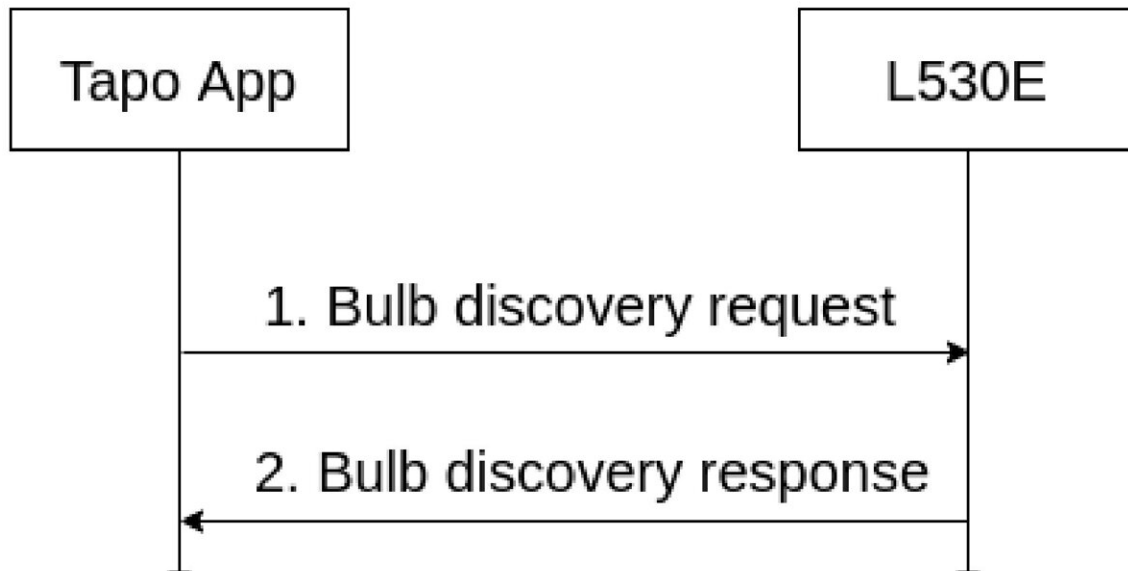 Tapo App
L530E
1. Bulb discovery request
2. Bulb discovery response